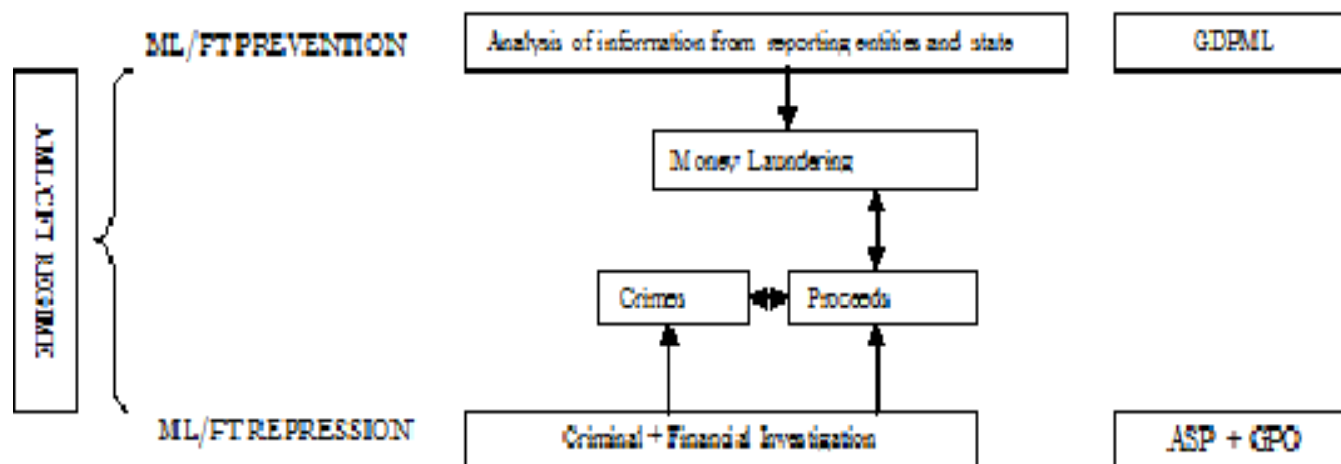 ML/FT PREVENTION
Analysis of information from reporting entities and state
GDPML
AML/CFT REGIME
Money Laundering
Crimes
Proceeds
ML/FT REPRESSION
Criminal + Financial Investigation
ASP + GPO